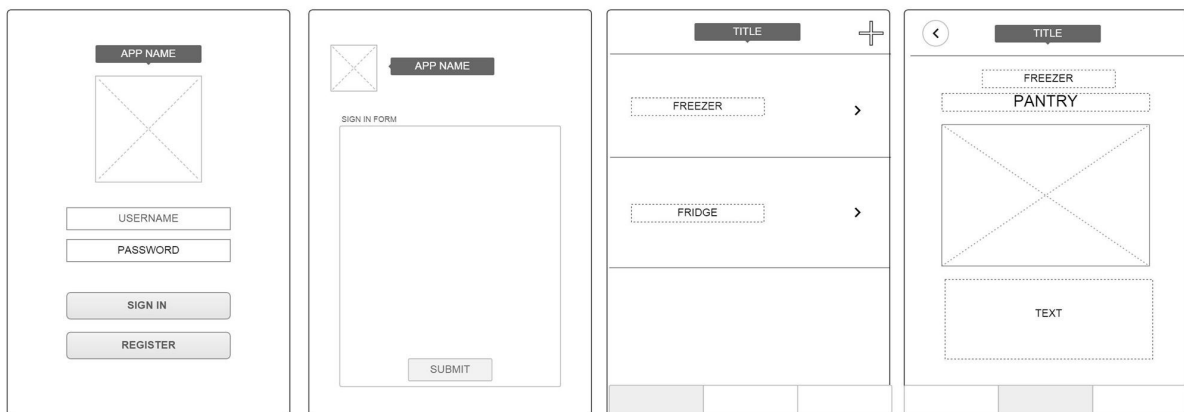 APP NAME
USERNAME
PASSWORD
SIGN IN
REGISTER
APP NAME
SIGN IN FORM
SUBMIT
TITLE
FREEZER
FRIDGE
TITLE
FREEZER
PANTRY
TEXT